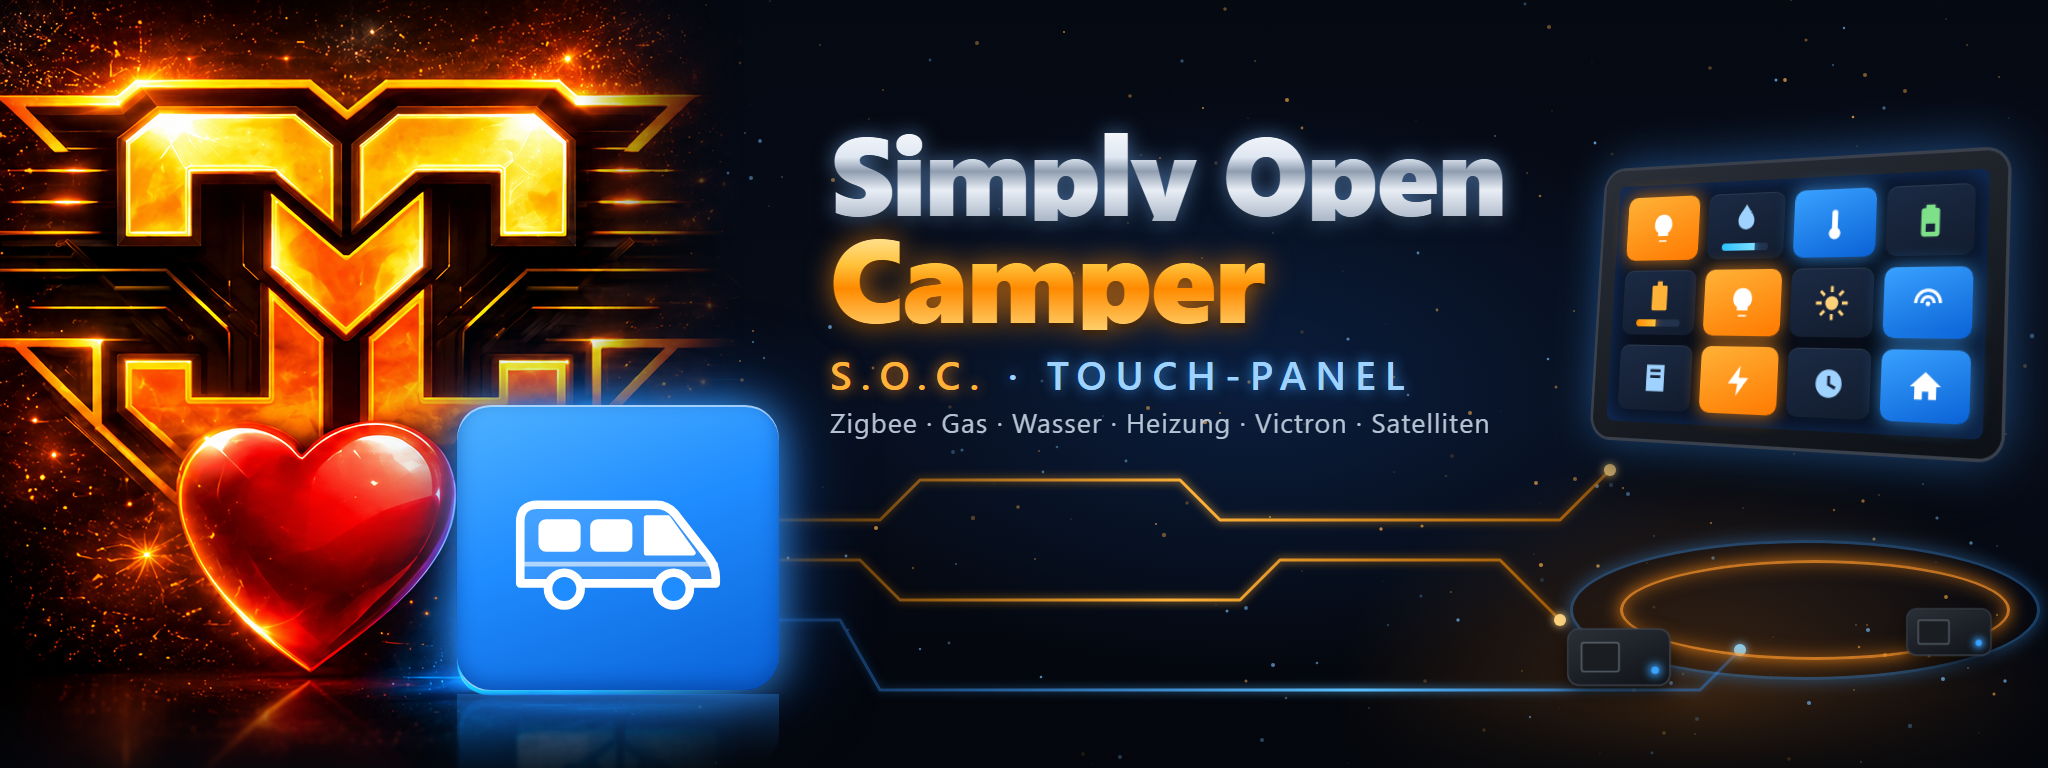 Simply Open
Camper
S.O.C. · TOUCH-PANEL
Zigbee · Gas · Wasser · Heizung · Victron · Satelliten